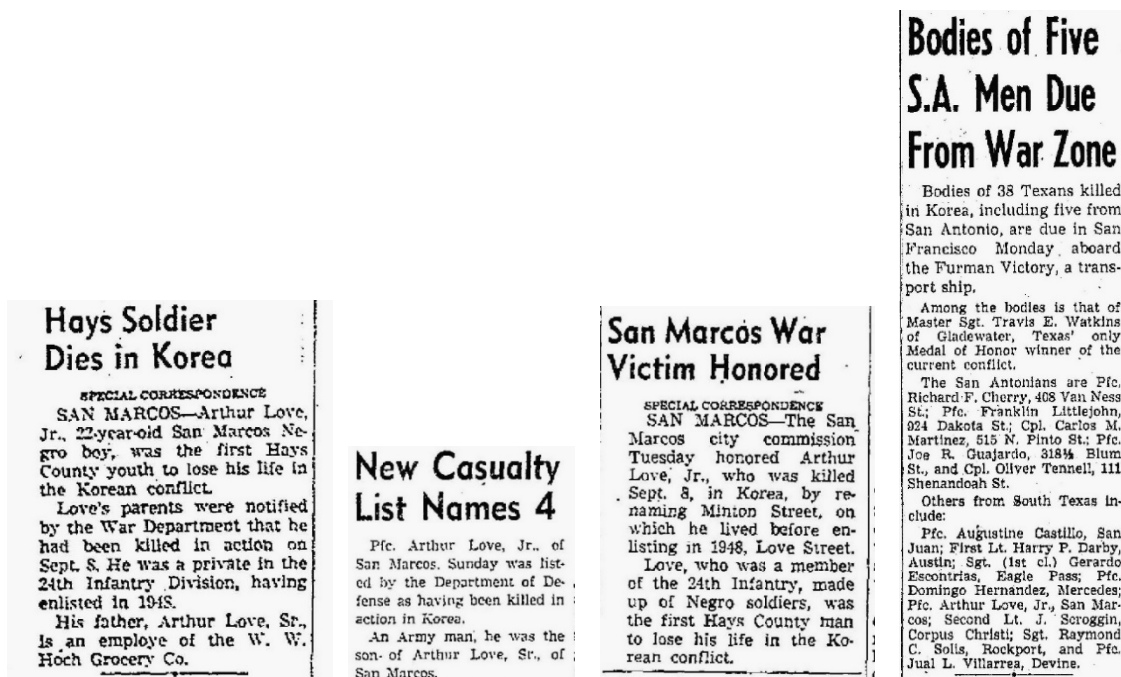 Hays Soldier
Dies in Korea
SPECIAL CORRESPONDENCE
SAN MARCOS—Arthur Love,
Jr., 22-year-old San Marcos Ne-
gro boy, was the first Hays
County youth to lose his life in
the Korean conflict.
Love's parents were notified
by the War Department that he
had been killed in action on
Sept. 8. He was a private in the
24th Infantry Division, having
enlisted in 1948.
His father, Arthur Love, Sr.,
is an employe of the W. W.
Hoch Grocery Co.
New Casualty
List Names 4
Pfc. Arthur Love, Jr., of
San Marcos. Sunday was list-
ed by the Department of De-
fense as having been killed in
action in Korea.
An Army man, he was the
son of Arthur Love, Sr., of
San Marcos.
San Marcos War
Victim Honored
SPECIAL CORRESPONDENCE
SAN MARCOS—The San
Marcos city commission
Tuesday honored Arthur
Love, Jr., who was killed
Sept. 8, in Korea, by re-
naming Minton Street, on
which he lived before en-
listing in 1948, Love Street.
Love, who was a member
of the 24th Infantry, made
up of Negro soldiers, was
the first Hays County man
to lose his life in the Ko-
rean conflict.
Bodies of Five
S.A. Men Due
From War Zone
Bodies of 38 Texans killed
in Korea, including five from
San Antonio, are due in San
Francisco Monday aboard
the Furman Victory, a trans-
port ship.
Among the bodies is that of
Master Sgt. Travis E. Watkins
of Gladewater, Texas' only
Medal of Honor winner of the
current conflict.
The San Antonians are Pfc.
Richard F. Cherry, 408 Van Ness
St.; Pfc. Franklin Littlejohn,
924 Dakota St.; Cpl. Carlos M.
Martinez, 515 N. Pinto St.; Pfc.
Joe R. Guajardo, 318½ Blum
St., and Cpl. Oliver Tennell, 111
Shenandoah St.
Others from South Texas in-
clude:
Pfc. Augustine Castillo, San
Juan; First Lt. Harry P. Darby,
Austin; Sgt. (1st cl.) Gerardo
Escontrias, Eagle Pass; Pfc.
Domingo Hernandez, Mercedes;
Pfc. Arthur Love, Jr., San Mar-
cos; Second Lt. J. Scroggin,
Corpus Christi; Sgt. Raymond
C. Solis, Rockport, and Pfc.
Jual L. Villarrea, Devine.